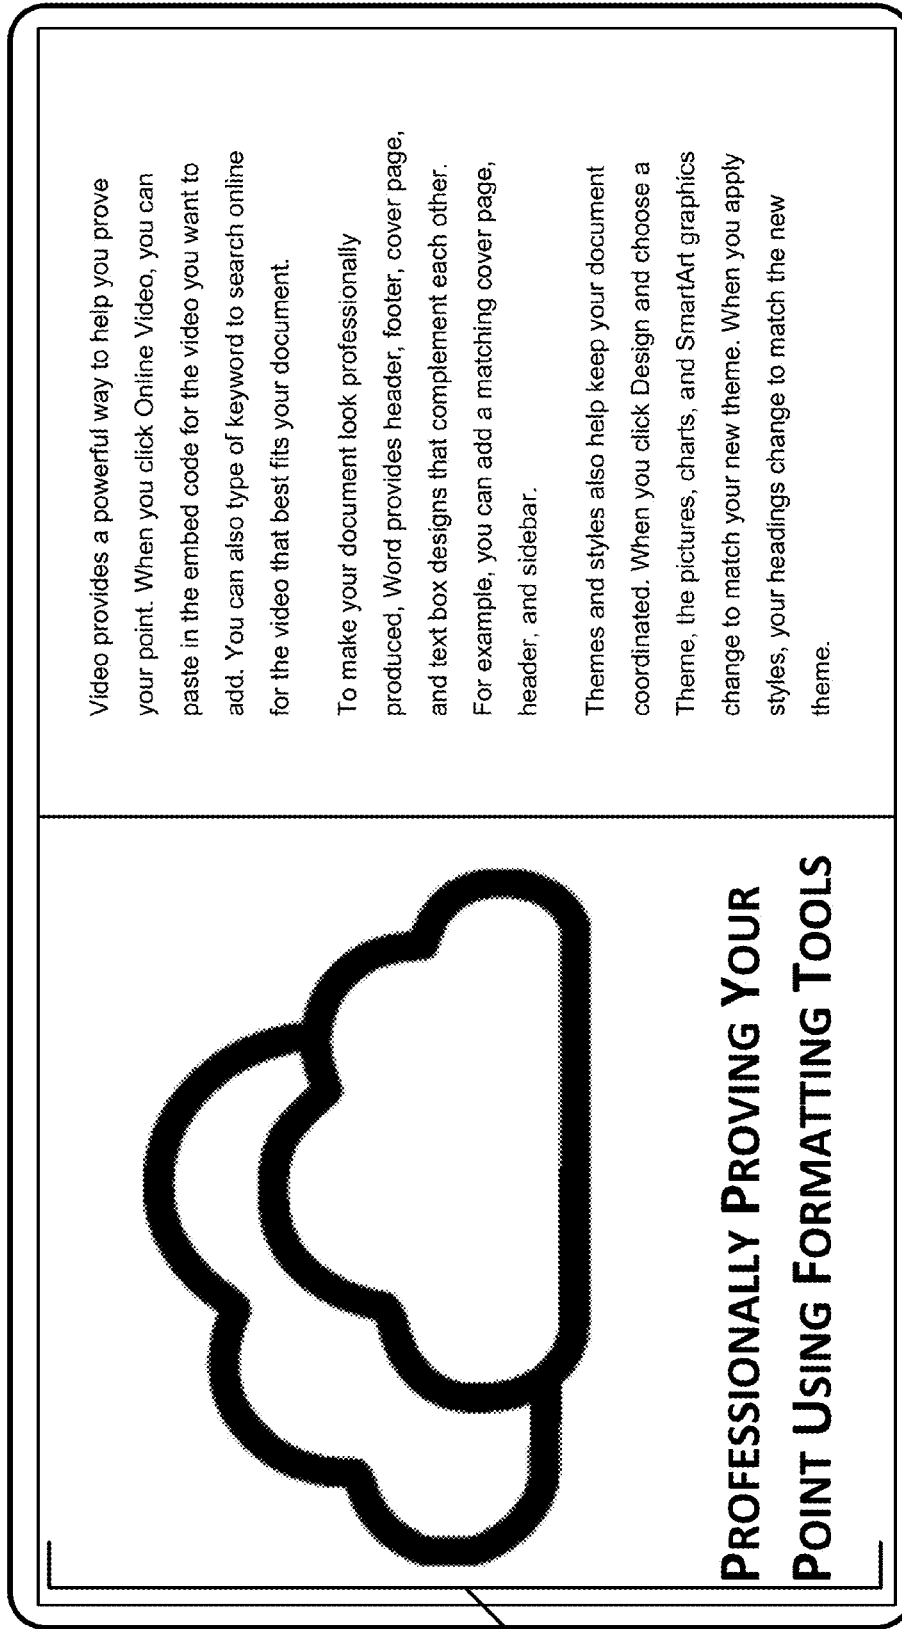 PROFESSIONALLY PROVING YOUR
POINT USING FORMATTING TOOLS
Video provides a powerful way to help you prove
your point. When you click Online Video, you can
paste in the embed code for the video you want to
add. You can also type of keyword to search online
for the video that best fits your document.
To make your document look professionally
produced, Word provides header, footer, cover page,
and text box designs that complement each other.
For example, you can add a matching cover page,
header, and sidebar.
Themes and styles also help keep your document
coordinated. When you click Design and choose a
Theme, the pictures, charts, and SmartArt graphics
change to match your new theme. When you apply
styles, your headings change to match the new
theme.